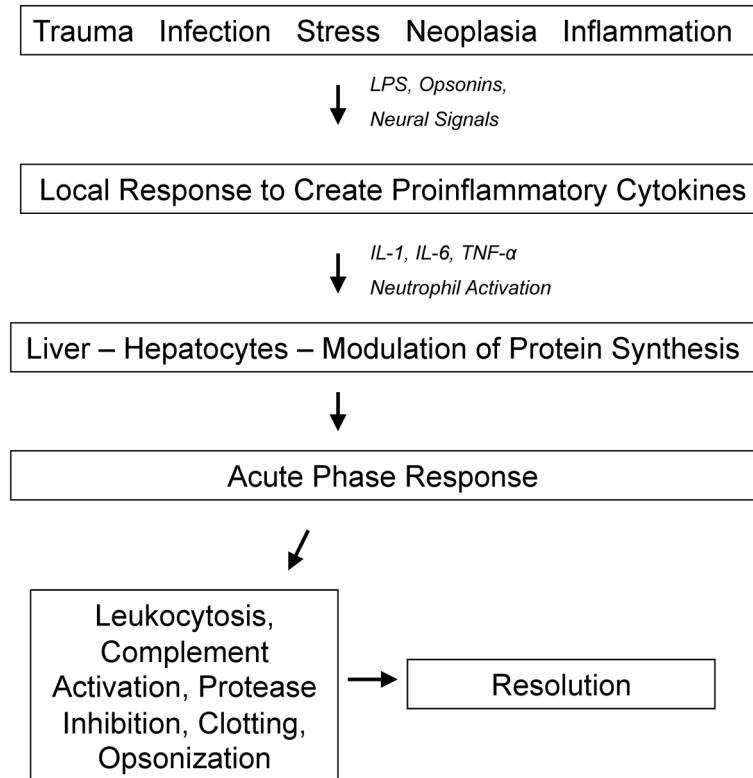 Trauma Infection Stress Neoplasia Inflammation
LPS, Opsonins,
Neural Signals
Local Response to Create Proinflammatory Cytokines
IL-1, IL-6, TNF-α
Neutrophil Activation
Liver – Hepatocytes – Modulation of Protein Synthesis
Acute Phase Response
Leukocytosis,
Complement
Activation, Protease
Inhibition, Clotting,
Opsonization
Resolution